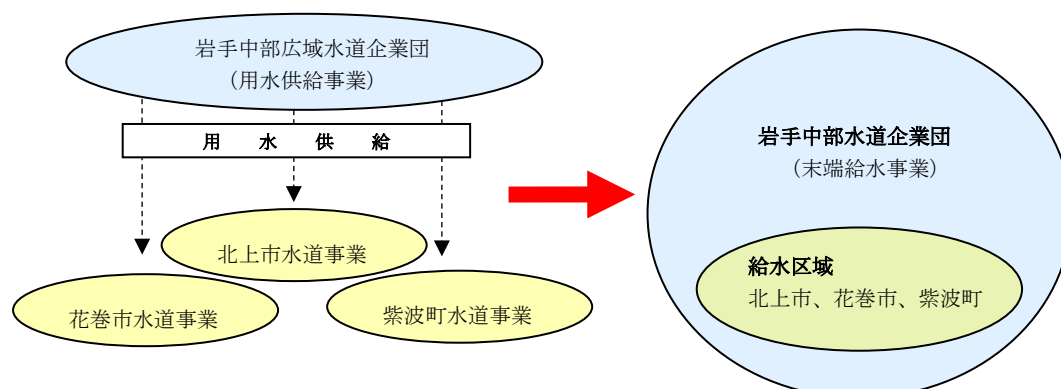 岩手中部広域水道企業団
(用水供給事業)
用 水 供 給
北上市水道事業
花巻市水道事業
紫波町水道事業
岩手中部水道企業団
(末端給水事業)
給水区域
北上市、花巻市、紫波町